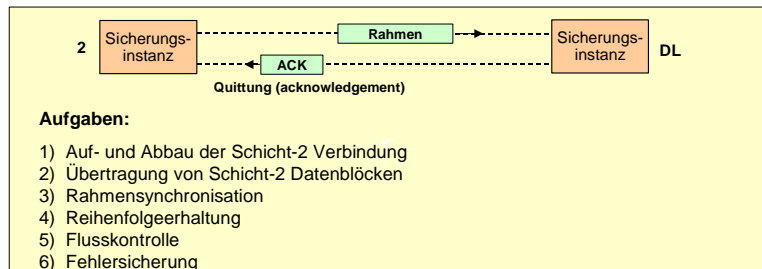 2
Sicherungs-
instanz
Rahmen
Sicherungs-
instanz
DL
ACK
Quittung (acknowledgement)
Aufgaben:
1) Auf- und Abbau der Schicht-2 Verbindung
2) Übertragung von Schicht-2 Datenblöcken
3) Rahmensynchronisation
4) Reihenfolgeerhaltung
5) Flusskontrolle
6) Fehlersicherung